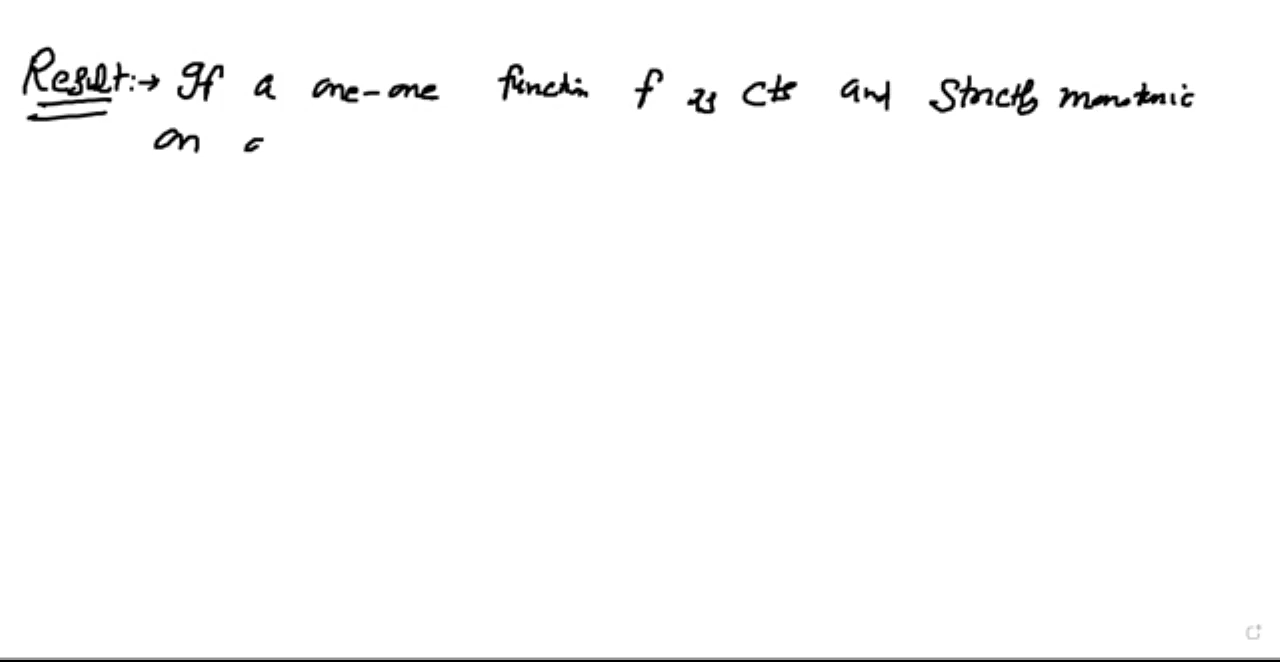 Result:→ If a one-one function f is cts and strictly monotonic
on a